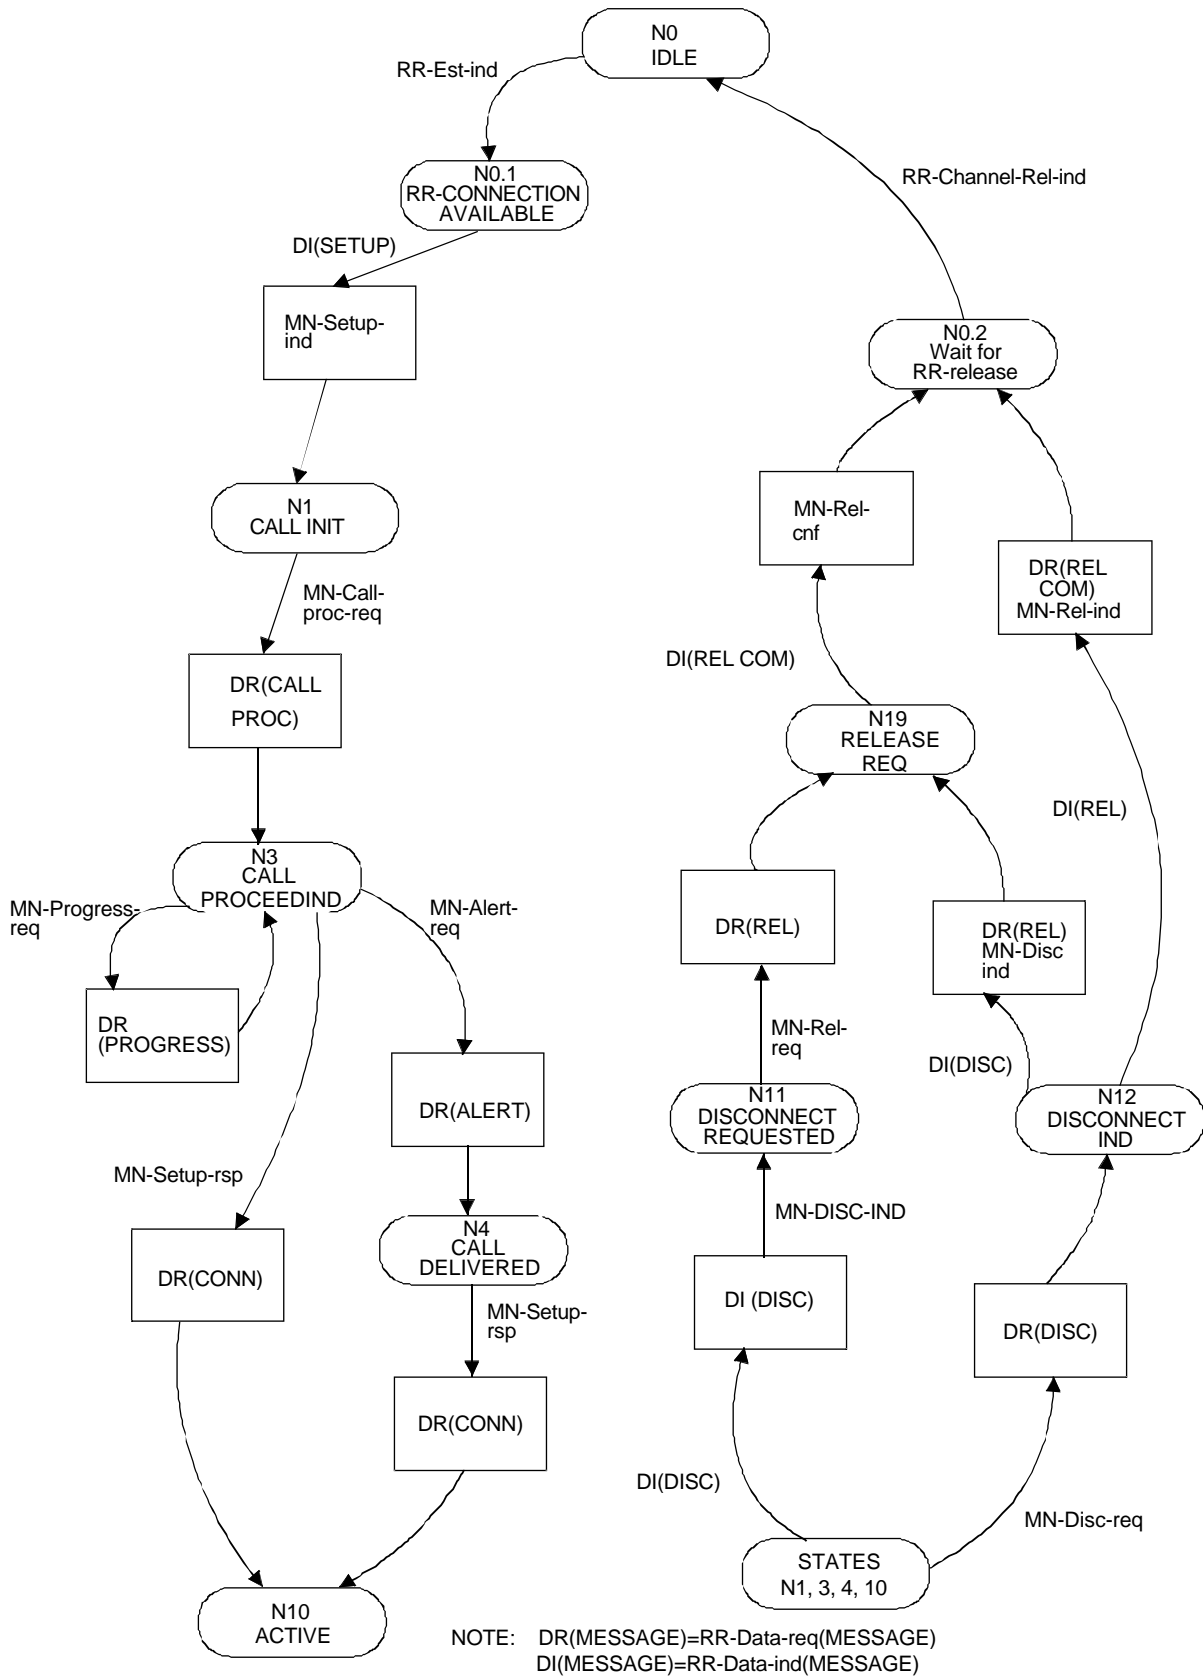 N0
IDLE
RR-Est-ind
N0.1
RR-CONNECTION
AVAILABLE
RR-Channel-Rel-ind
DI(SETUP)
MN-Setup-
ind
N0.2
Wait for
RR-release
N1
CALL INIT
MN-Rel-
cnf
DR(REL
COM)
MN-Rel-ind
MN-Call-
proc-req
DI(REL COM)
DR(CALL
PROC)
N19
RELEASE
REQ
DI(REL)
N3
CALL
PROCEEDIND
MN-Progress-
req
MN-Alert-
req
DR(REL)
DR(REL)
MN-Disc
ind
DR
(PROGRESS)
MN-Rel-
req
DI(DISC)
DR(ALERT)
N11
DISCONNECT
REQUESTED
N12
DISCONNECT
IND
MN-Setup-rsp
MN-DISC-IND
N4
CALL
DELIVERED
DR(CONN)
MN-Setup-
rsp
DI (DISC)
DR(DISC)
DR(CONN)
DI(DISC)
MN-Disc-req
STATES
N1, 3, 4, 10
N10
ACTIVE
NOTE: DR(MESSAGE)=RR-Data-req(MESSAGE)
DI(MESSAGE)=RR-Data-ind(MESSAGE)